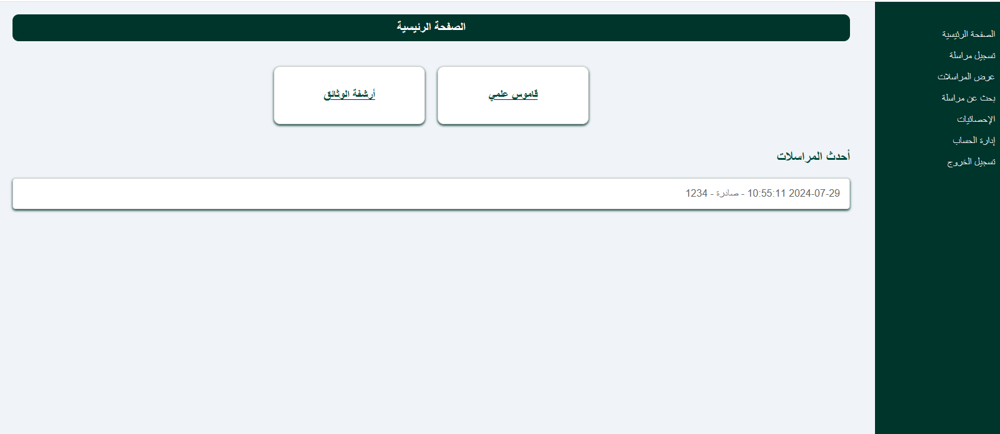 الصفحة الرئيسية
تسجيل مراسلة
عرض المراسلات
بحث عن مراسلة
الإحصائيات
إدارة الحساب
تسجيل الخروج
الصفحة الرئيسية
قاموس علمي
أرشفة الوثائق
أحدث المراسلات
2024-07-29 10:55:11 - صادرة - 1234